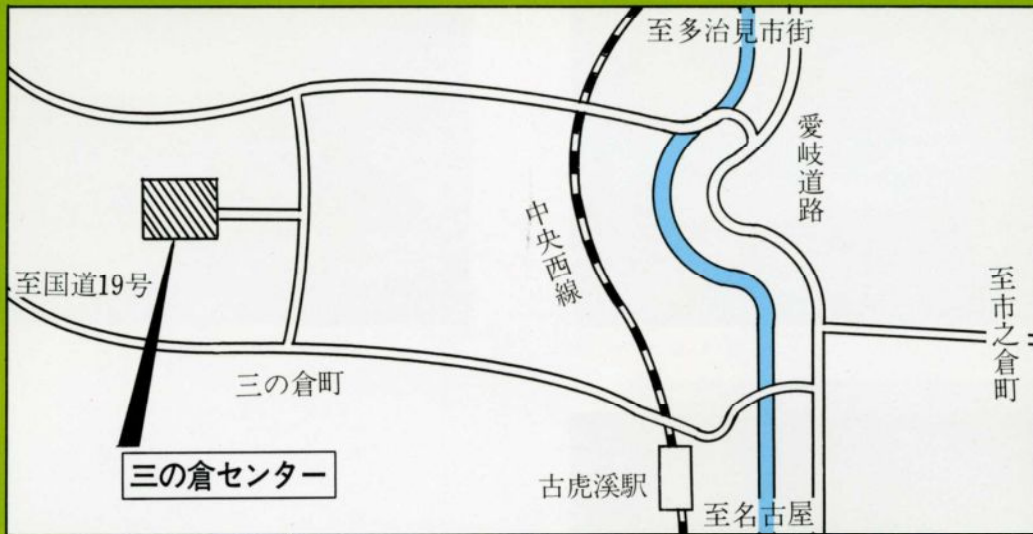 至多治見市街
愛岐道路
中央西線
至国道19号
至市之倉町
三の倉町
三の倉センター
古虎溪駅
至名古屋